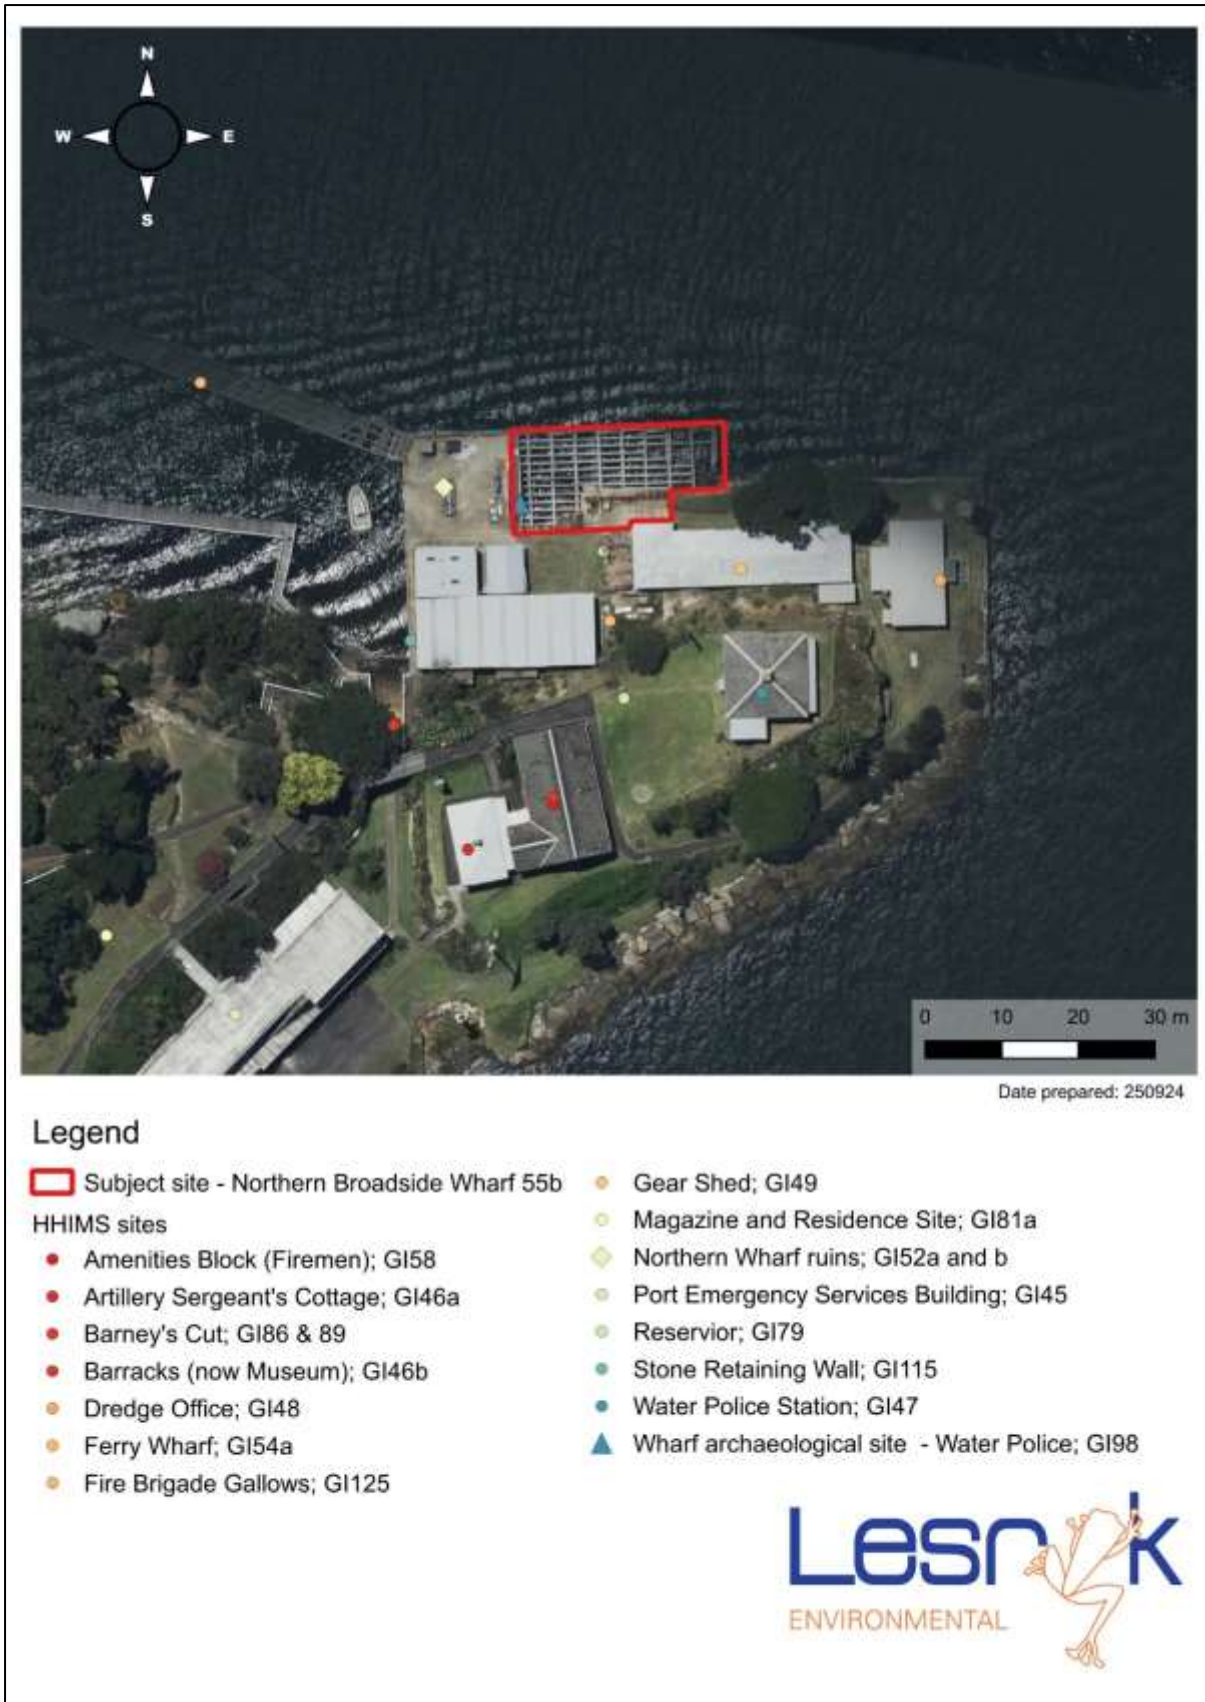 N
W E
S
0 10 20 30 m
Date prepared: 250924
Legend
Subject site - Northern Broadside Wharf 55b
HHIMS sites
Amenities Block (Firemen); GI58
Artillery Sergeant's Cottage; GI46a
Barney's Cut; GI86 & 89
Barracks (now Museum); GI46b
Dredge Office; GI48
Ferry Wharf; GI54a
Fire Brigade Gallows; GI125
Gear Shed; GI49
Magazine and Residence Site; GI81a
Northern Wharf ruins; GI52a and b
Port Emergency Services Building; GI45
Reservior; GI79
Stone Retaining Wall; GI115
Water Police Station; GI47
Wharf archaeological site - Water Police; GI98
Lesryk
ENVIRONMENTAL